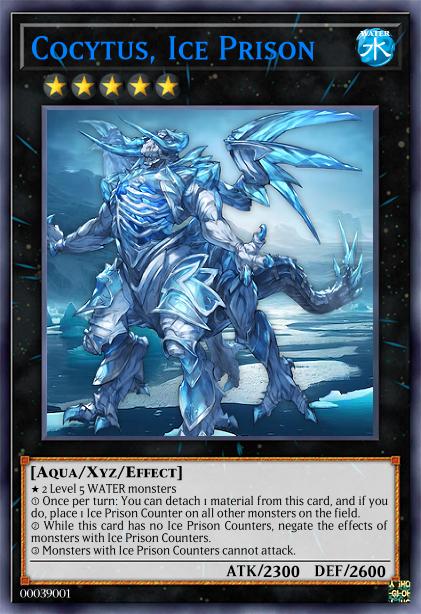 Cocytus, Ice Prison
WATER
水
[Aqua/Xyz/Effect]
★ 2 Level 5 WATER monsters
① Once per turn: You can detach 1 material from this card, and if you
do, place 1 Ice Prison Counter on all other monsters on the field.
② While this card has no Ice Prison Counters, negate the effects of
monsters with Ice Prison Counters.
③ Monsters with Ice Prison Counters cannot attack.
ATK/2300 DEF/2600
00039001